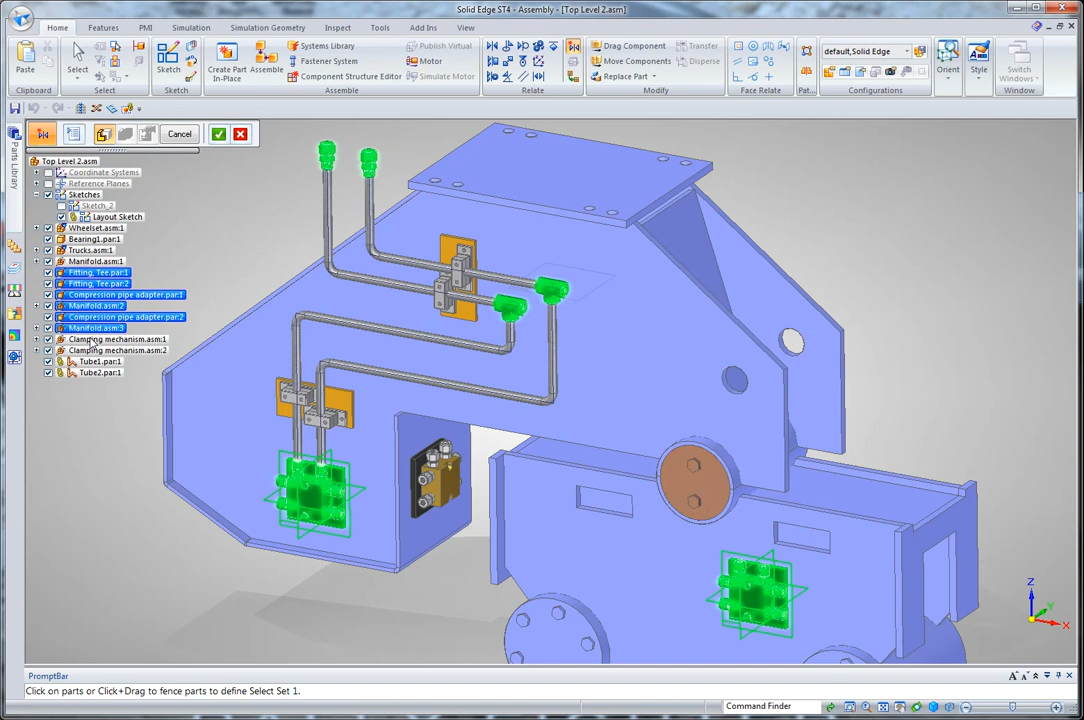 Solid Edge ST4 - Assembly - [Top Level 2.asm]
Home Features PMI Simulation Simulation Geometry Inspect Tools Add Ins View
Paste
Clipboard
Select
Select
Sketch
Sketch
Create Part In-Place
Assemble
Systems Library
Fastener System
Component Structure Editor
Publish Virtual
Motor
Simulate Motor
Assemble
Relate
Drag Component
Move Components
Replace Part
Transfer
Disperse
Modify
Face Relate
Pat...
default,Solid Edge
Configurations
Orient
Style
Switch Windows
Window
Cancel
Parts Library
Top Level 2.asm
Coordinate Systems
Reference Planes
Sketches
Sketch_2
Layout Sketch
Wheelset.asm:1
Bearing1.par:1
Trucks.asm:1
Manifold.asm:1
Fitting, Tee.par:1
Fitting, Tee.par:2
Compression pipe adapter.par:1
Manifold.asm:2
Compression pipe adapter.par:2
Manifold.asm:3
Clamping mechanism.asm:1
Clamping mechanism.asm:2
Tube1.par:1
Tube2.par:1
Z
Y
X
PromptBar
Click on parts or Click+Drag to fence parts to define Select Set 1.
Command Finder